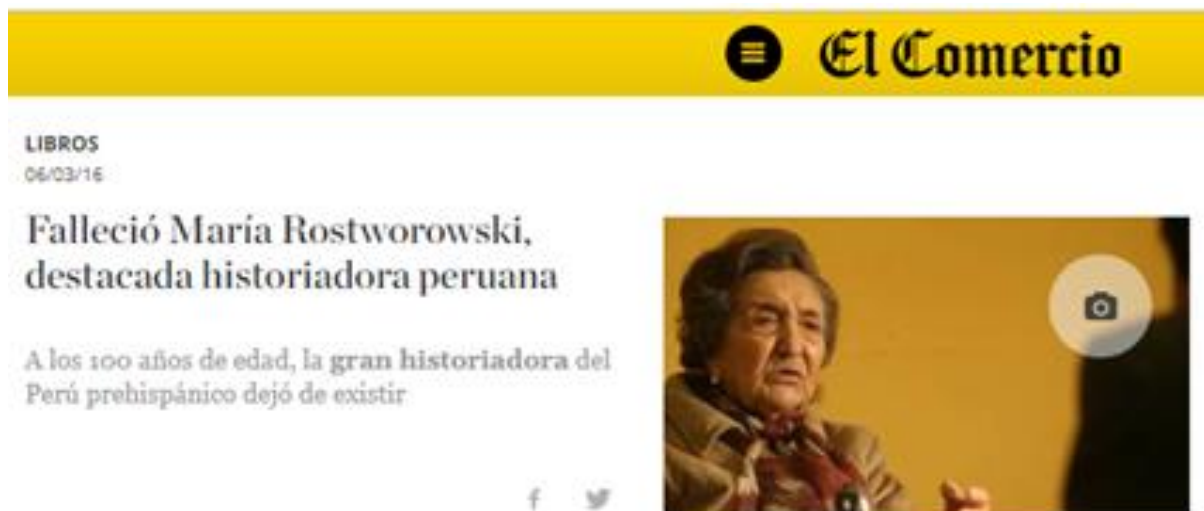 El Comercio
LIBROS
06/03/16
Falleció María Rostworowski,
destacada historiadora peruana
A los 100 años de edad, la gran historiadora del
Perú prehispánico dejó de existir